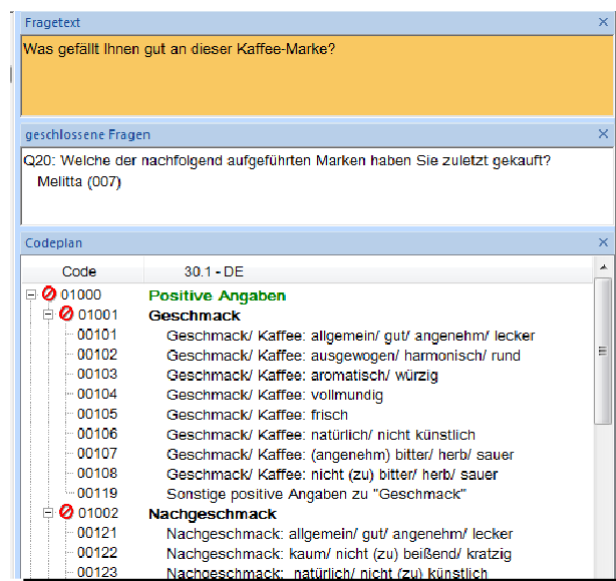 Fragetext
Was gefällt Ihnen gut an dieser Kaffee-Marke?
geschlossene Fragen
Q20: Welche der nachfolgend aufgeführten Marken haben Sie zuletzt gekauft?
Melitta (007)
Codeplan
Code 30.1 - DE
01000 Positive Angaben
01001 Geschmack
00101 Geschmack/ Kaffee: allgemein/ gut/ angenehm/ lecker
00102 Geschmack/ Kaffee: ausgewogen/ harmonisch/ rund
00103 Geschmack/ Kaffee: aromatisch/ würzig
00104 Geschmack/ Kaffee: vollmundig
00105 Geschmack/ Kaffee: frisch
00106 Geschmack/ Kaffee: natürlich/ nicht künstlich
00107 Geschmack/ Kaffee: (angenehm) bitter/ herb/ sauer
00108 Geschmack/ Kaffee: nicht (zu) bitter/ herb/ sauer
00119 Sonstige positive Angaben zu "Geschmack"
01002 Nachgeschmack
00121 Nachgeschmack: allgemein/ gut/ angenehm/ lecker
00122 Nachgeschmack: kaum/ nicht (zu) beißend/ kratzig
00123 Nachgeschmack: natürlich/ nicht (zu) künstlich